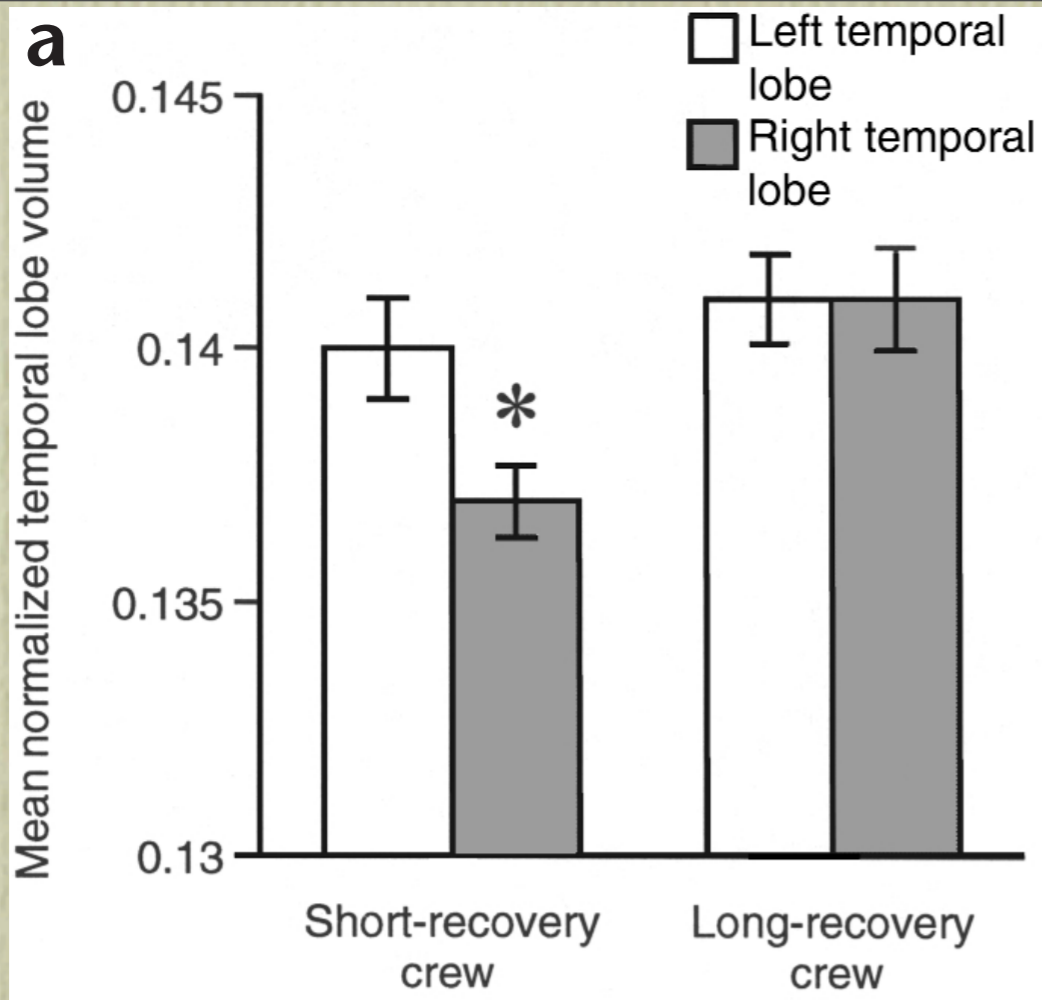 a
Left temporal
lobe
Right temporal
lobe
Mean normalized temporal lobe volume
0.145
0.14
*
0.135
0.13
Short-recovery
crew
Long-recovery
crew